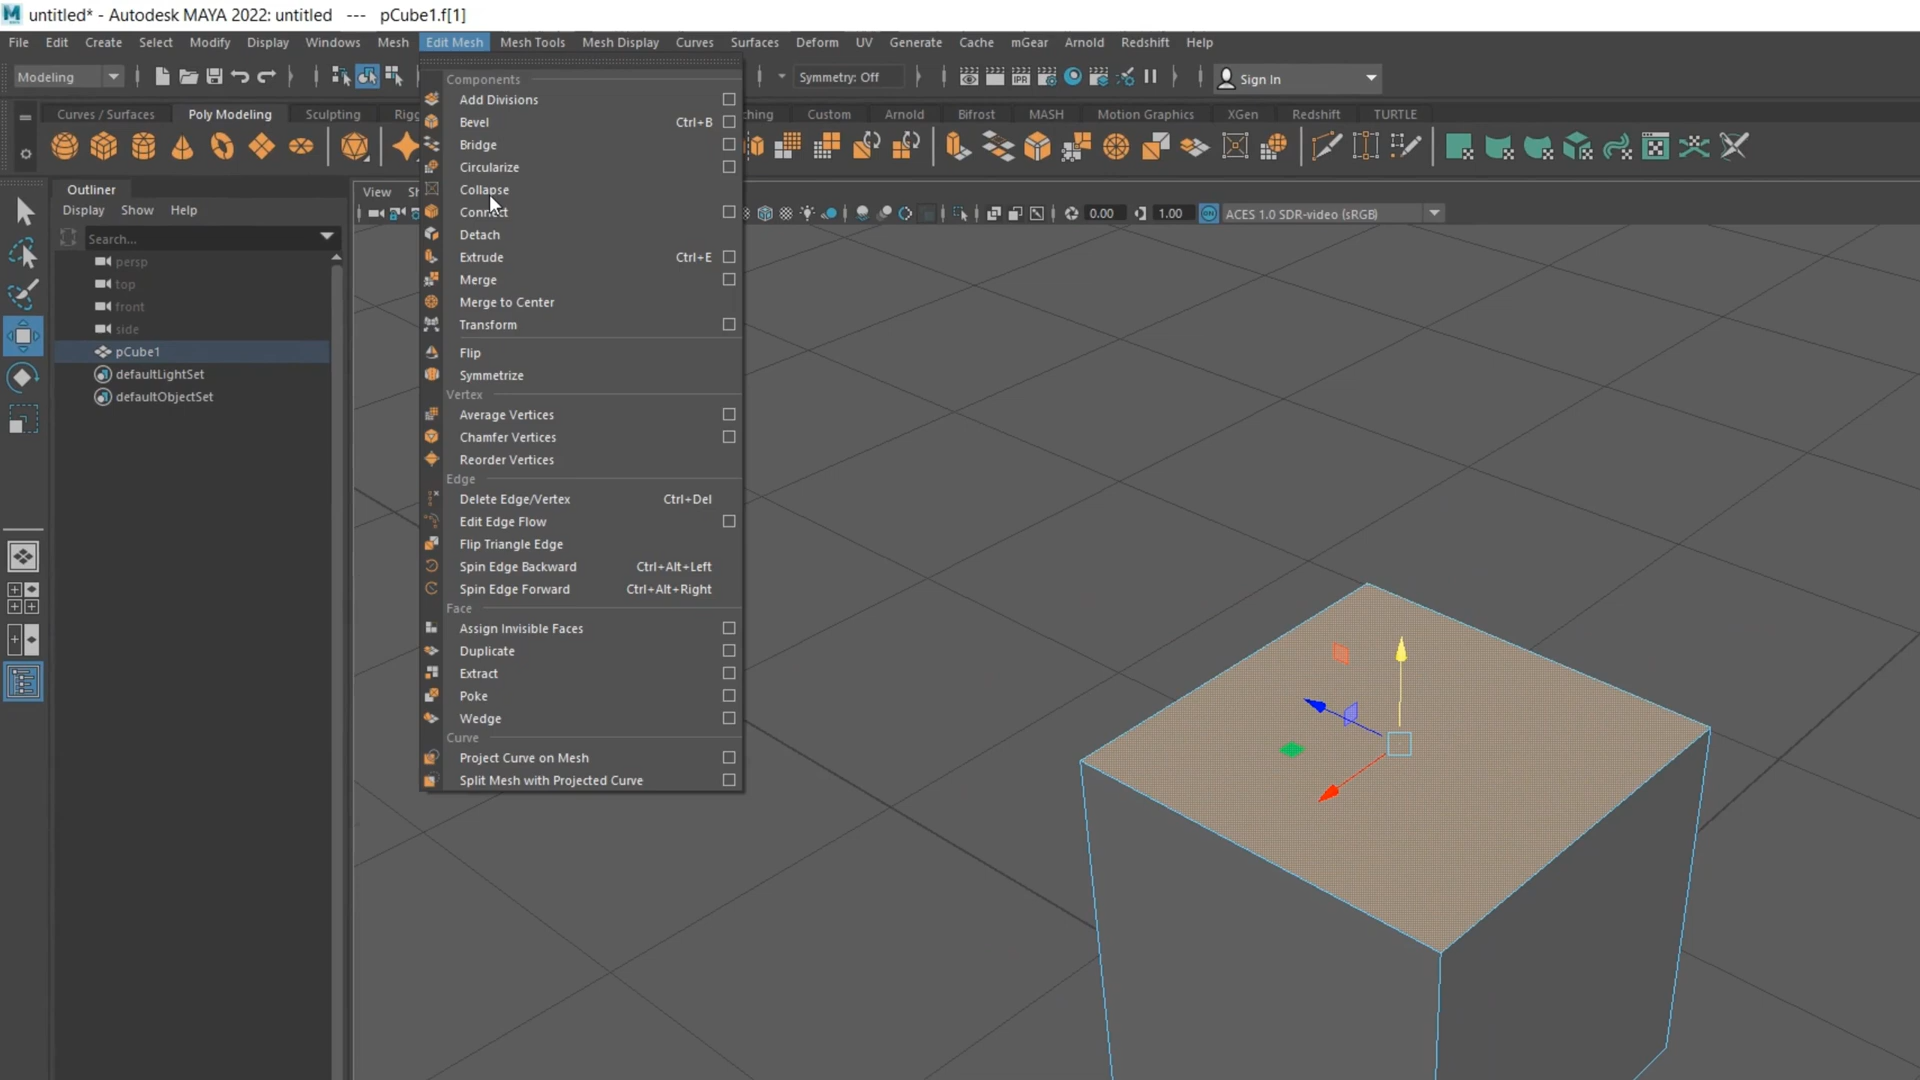 untitled* - Autodesk MAYA 2022: untitled --- pCube1.f[1]
File Edit Create Select Modify Display Windows Mesh Edit Mesh Mesh Tools Mesh Display Curves Surfaces Deform UV Generate Cache mGear Arnold Redshift Help
Modeling Symmetry: Off Sign In
Curves / Surfaces Poly Modeling Sculpting Custom Arnold Bifrost MASH Motion Graphics XGen Redshift TURTLE
IPR
Outliner
Display Show Help
Search...
persp
top
front
side
pCube1
defaultLightSet
defaultObjectSet
View
0.00 1.00 ACES 1.0 SDR-video (sRGB)
Components
Add Divisions
Bevel Ctrl+B
Bridge
Circularize
Collapse
Connect
Detach
Extrude Ctrl+E
Merge
Merge to Center
Transform
Flip
Symmetrize
Vertex
Average Vertices
Chamfer Vertices
Reorder Vertices
Edge
Delete Edge/Vertex Ctrl+Del
Edit Edge Flow
Flip Triangle Edge
Spin Edge Backward Ctrl+Alt+Left
Spin Edge Forward Ctrl+Alt+Right
Face
Assign Invisible Faces
Duplicate
Extract
Poke
Wedge
Curve
Project Curve on Mesh
Split Mesh with Projected Curve